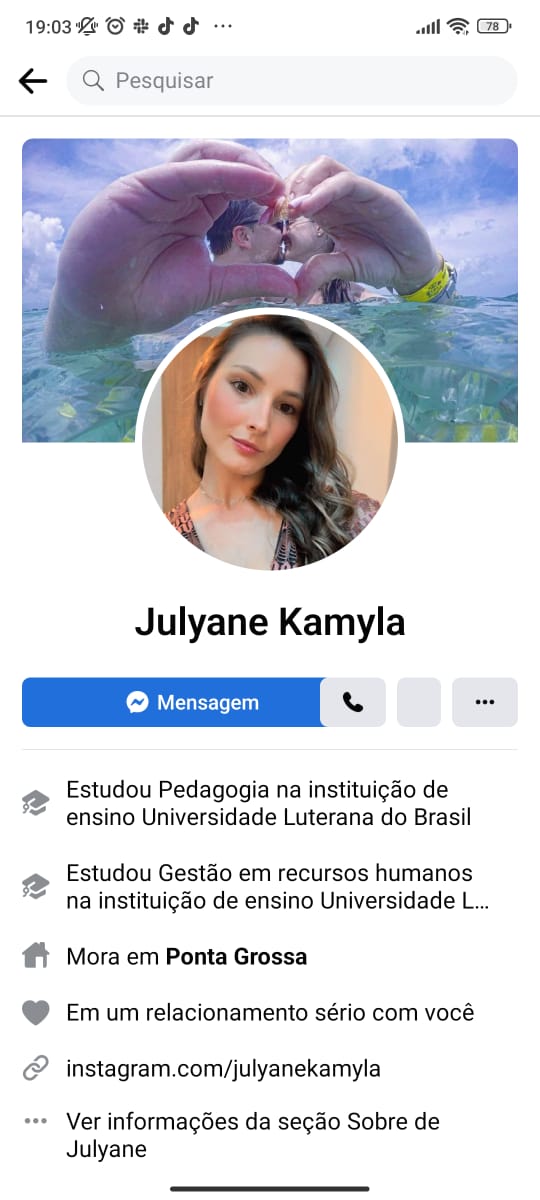 19:03
78
Pesquisar
Julyane Kamyla
Mensagem
Estudou Pedagogia na instituição de
ensino Universidade Luterana do Brasil
Estudou Gestão em recursos humanos
na instituição de ensino Universidade L...
Mora em Ponta Grossa
Em um relacionamento sério com você
instagram.com/julyanekamyla
Ver informações da seção Sobre de
Julyane